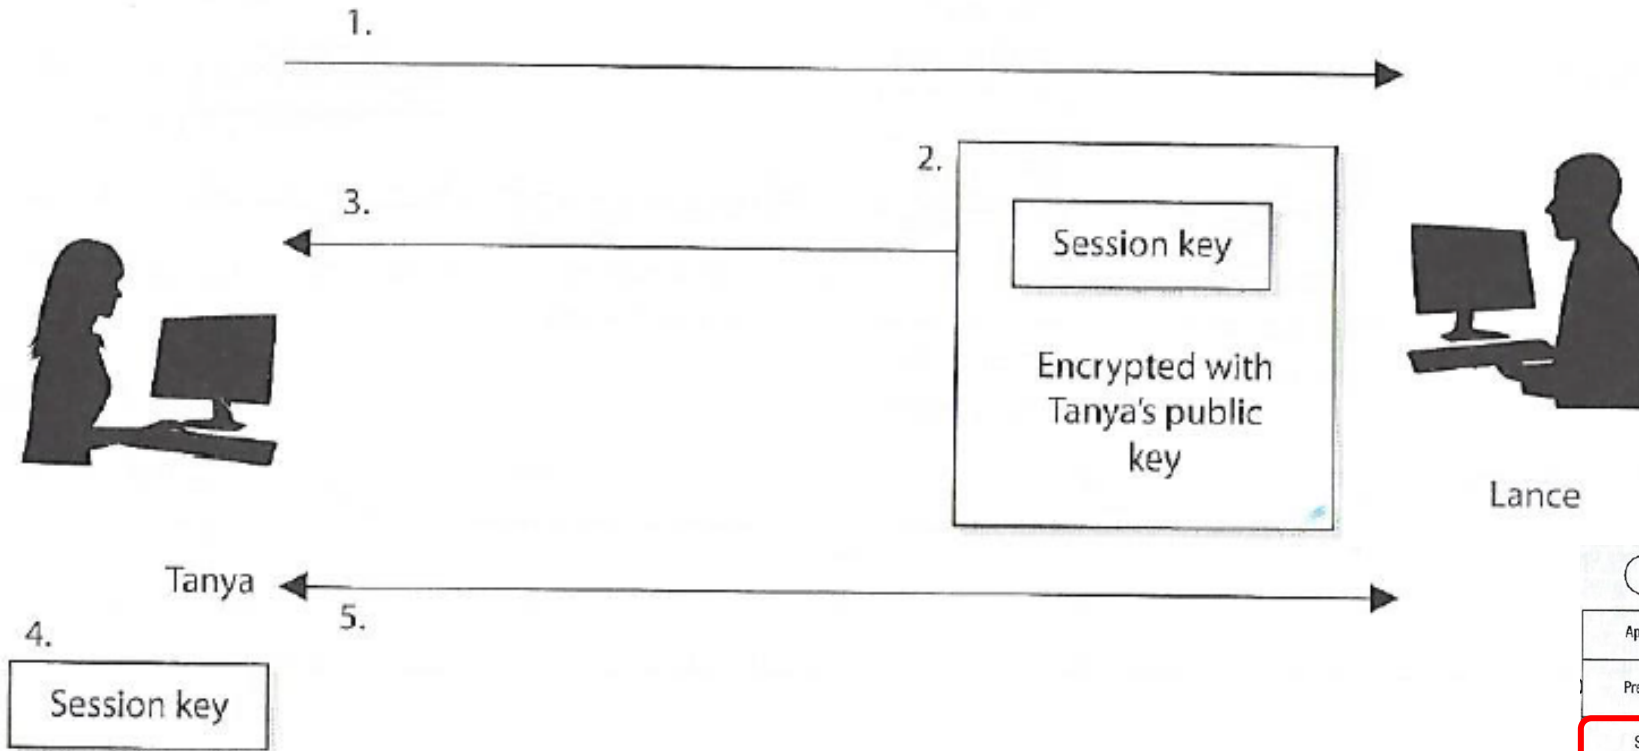 1.
2.
Session key
Encrypted with
Tanya's public
key
3.
Lance
Tanya
5.
4.
Session key